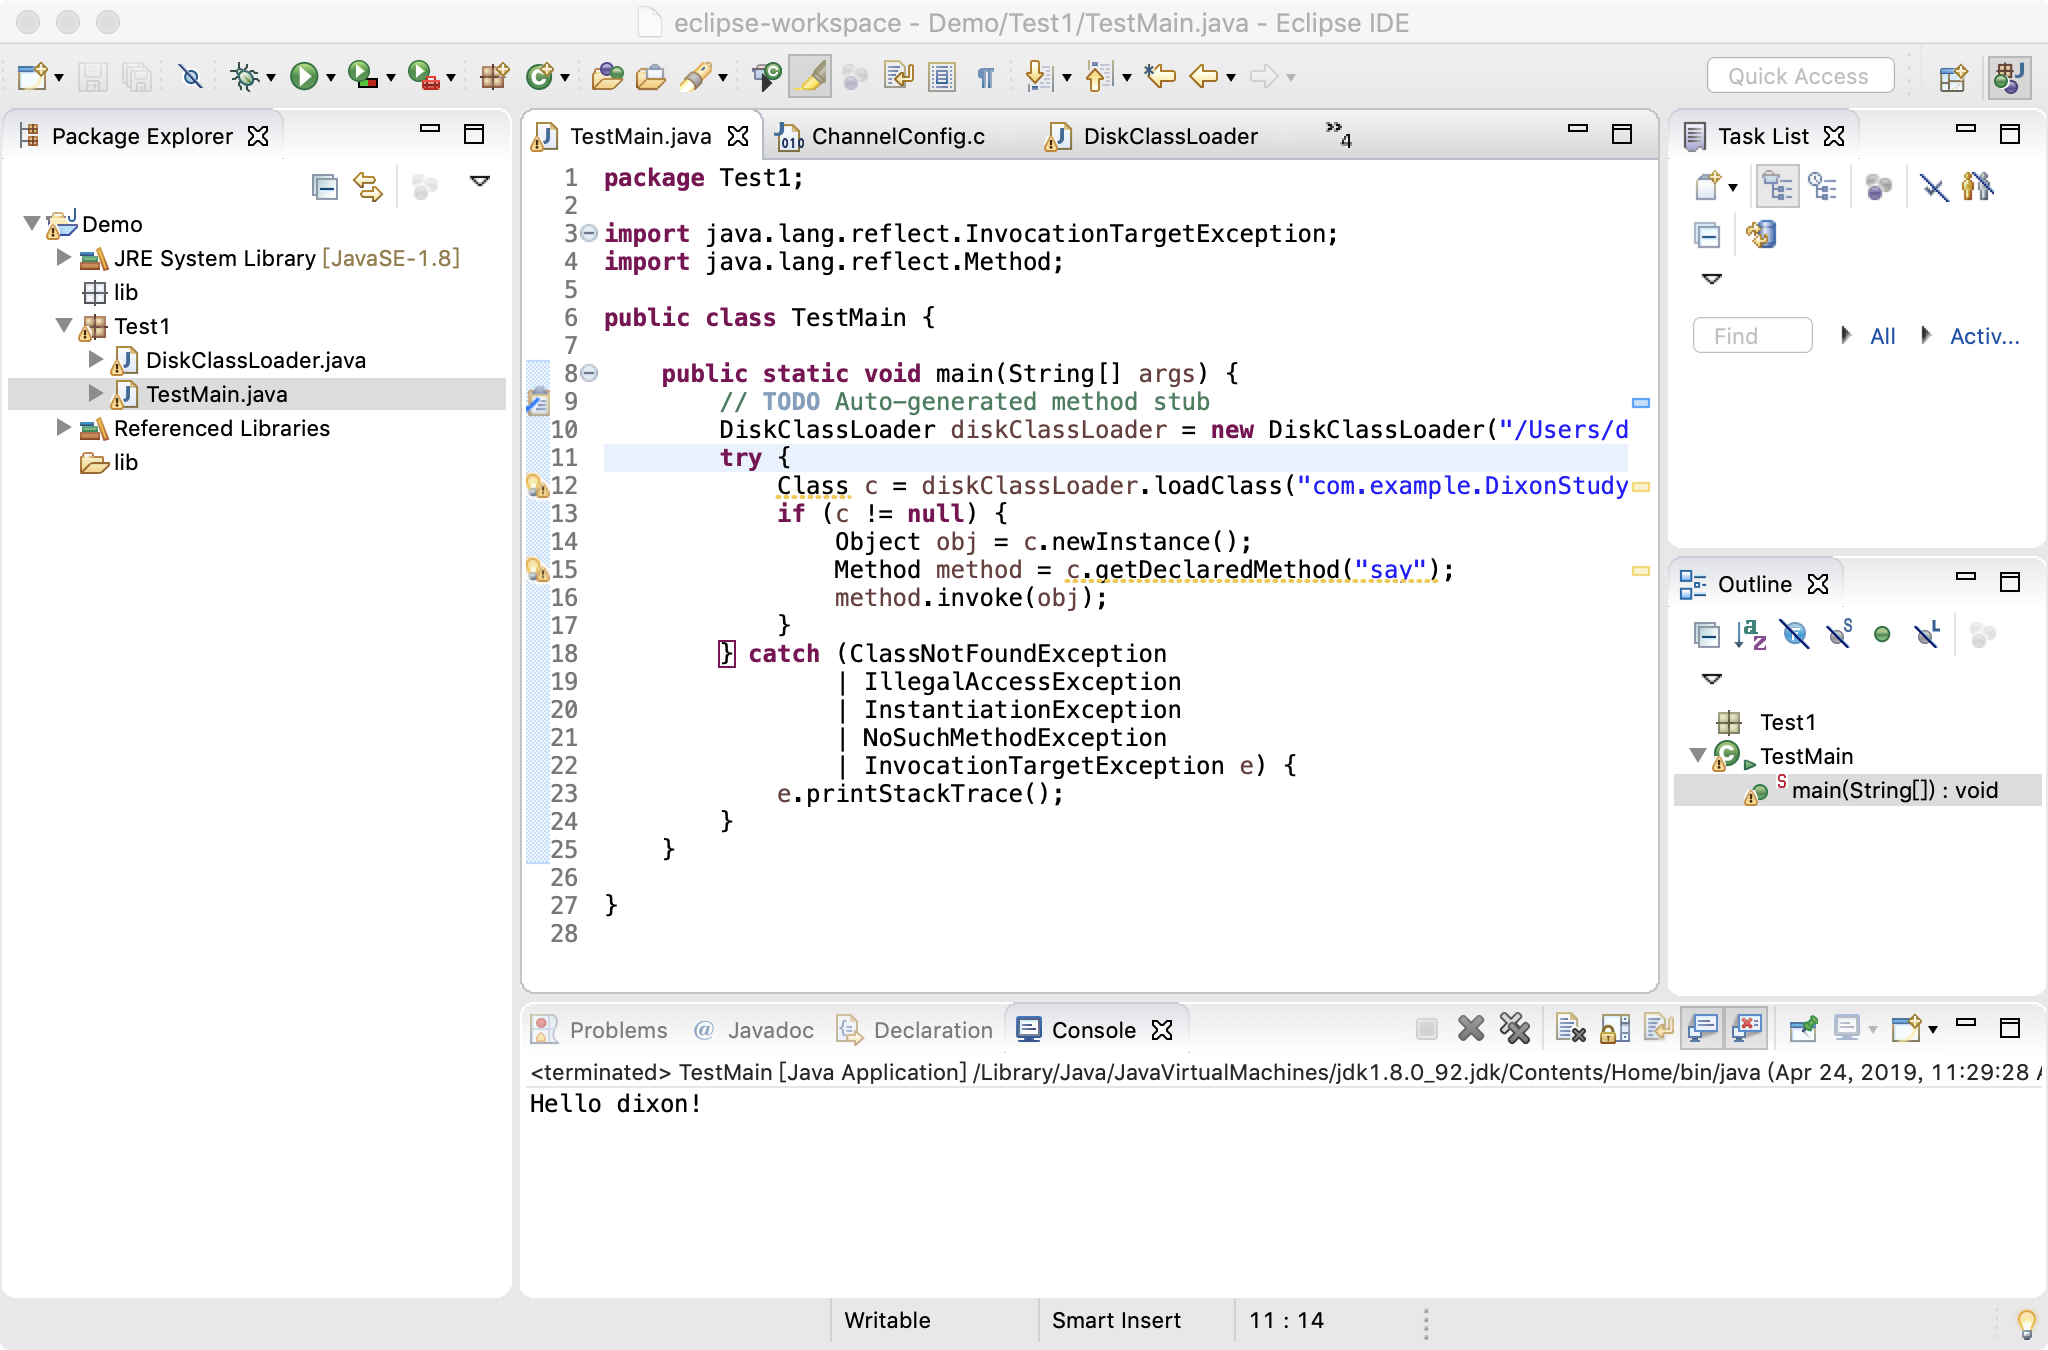 eclipse-workspace - Demo/Test1/TestMain.java - Eclipse IDE
Quick Access
Package Explorer
Demo
JRE System Library [JavaSE-1.8]
lib
Test1
DiskClassLoader.java
TestMain.java
Referenced Libraries
lib
TestMain.java
ChannelConfig.c
DiskClassLoader
»4
1 package Test1;
2
3 import java.lang.reflect.InvocationTargetException;
4 import java.lang.reflect.Method;
5
6 public class TestMain {
7
8 public static void main(String[] args) {
9 // TODO Auto-generated method stub
10 DiskClassLoader diskClassLoader = new DiskClassLoader("/Users/d
11 try {
12 Class c = diskClassLoader.loadClass("com.example.DixonStudy
13 if (c != null) {
14 Object obj = c.newInstance();
15 Method method = c.getDeclaredMethod("say");
16 method.invoke(obj);
17 }
18 } catch (ClassNotFoundException
19 | IllegalAccessException
20 | InstantiationException
21 | NoSuchMethodException
22 | InvocationTargetException e) {
23 e.printStackTrace();
24 }
25 }
26
27 }
28
Task List
Find
All
Activ...
Outline
Test1
TestMain
main(String[]) : void
Problems
@ Javadoc
Declaration
Console
<terminated> TestMain [Java Application] /Library/Java/JavaVirtualMachines/jdk1.8.0_92.jdk/Contents/Home/bin/java (Apr 24, 2019, 11:29:28
Hello dixon!
Writable
Smart Insert
11 : 14